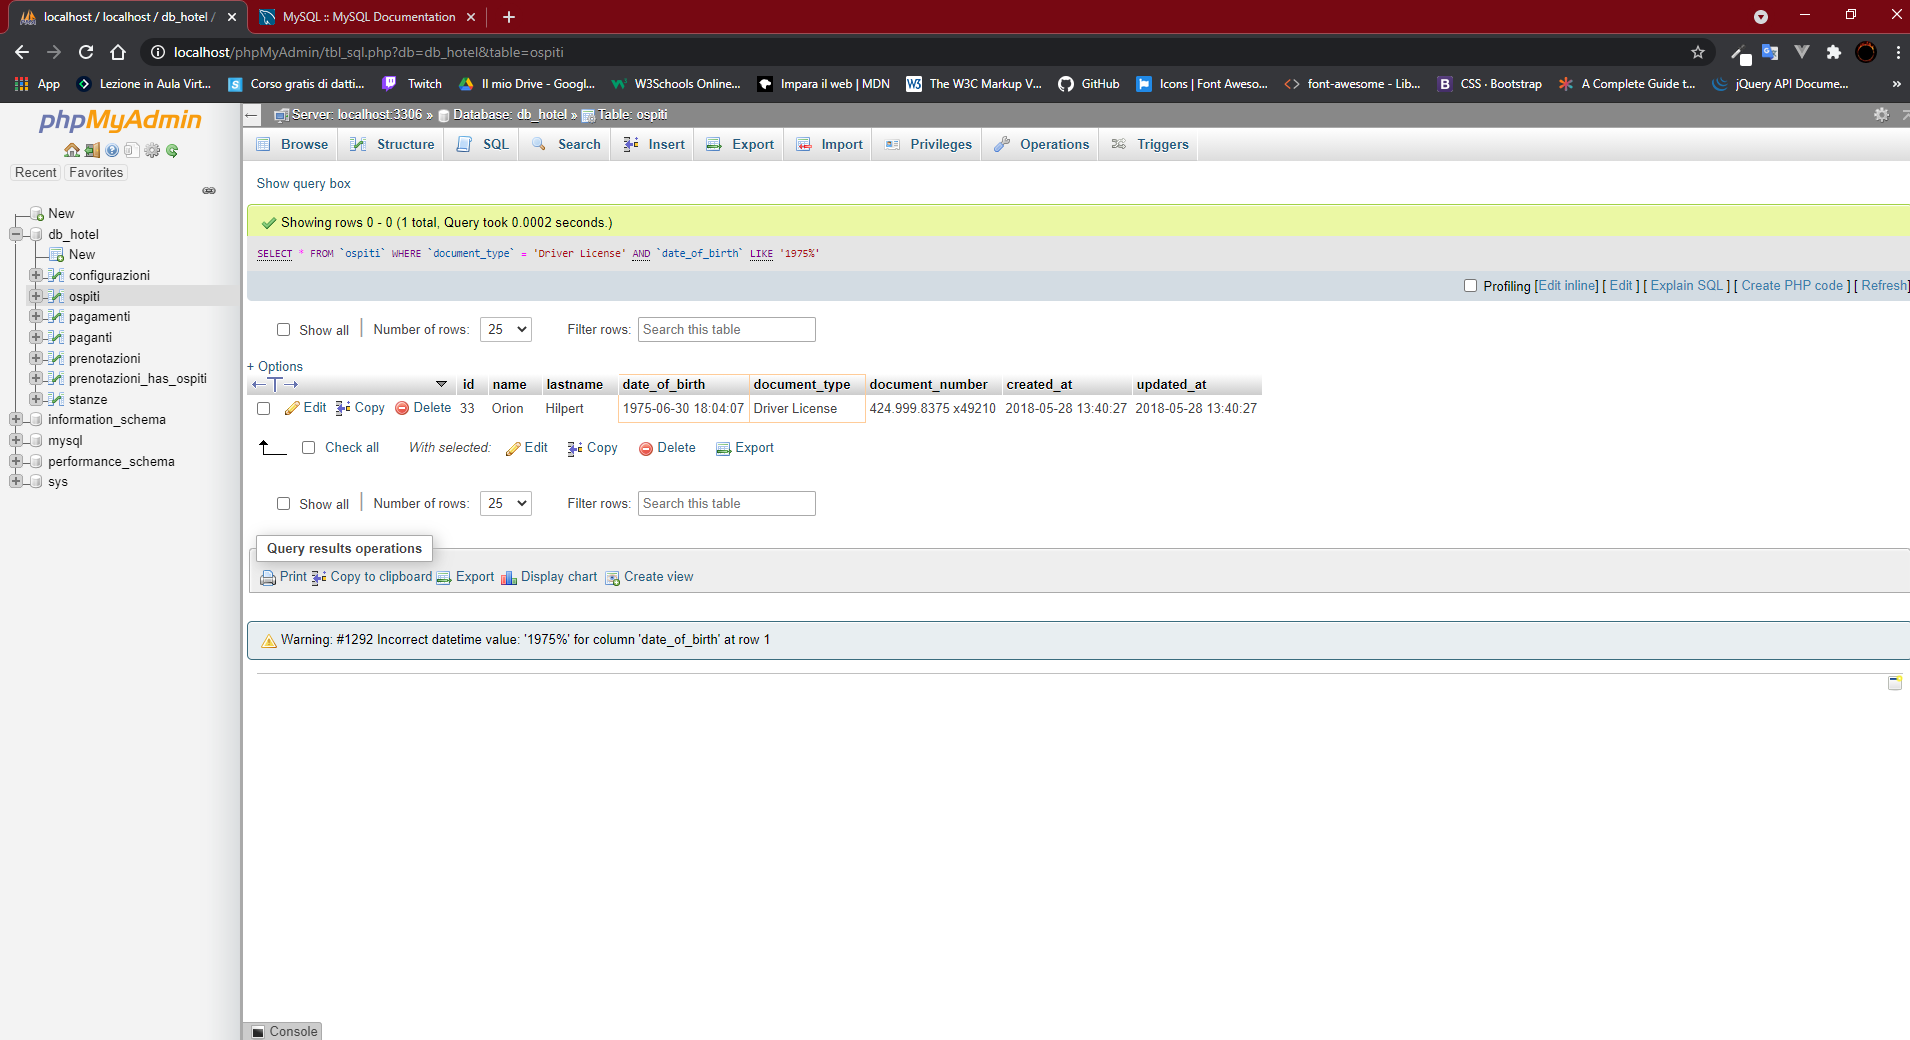 localhost / localhost / db_hotel /
MySQL :: MySQL Documentation
localhost/phpMyAdmin/tbl_sql.php?db=db_hotel&table=ospiti
App Lezione in Aula Virt... Corso gratis di datti... Twitch Il mio Drive - Googl... W3Schools Online... Impara il web | MDN The W3C Markup V... GitHub Icons | Font Aweso... font-awesome - Lib... CSS · Bootstrap A Complete Guide t... jQuery API Docume... »
phpMyAdmin
Recent Favorites
New
db_hotel
New
configurazioni
ospiti
pagamenti
paganti
prenotazioni
prenotazioni_has_ospiti
stanze
information_schema
mysql
performance_schema
sys
Server: localhost:3306 » Database: db_hotel » Table: ospiti
Browse Structure SQL Search Insert Export Import Privileges Operations Triggers
Show query box
Showing rows 0 - 0 (1 total, Query took 0.0002 seconds.)
SELECT * FROM `ospiti` WHERE `document_type` = 'Driver License' AND `date_of_birth` LIKE '1975%'
Profiling [Edit inline] [ Edit ] [ Explain SQL ] [ Create PHP code ] [ Refresh]
Show all | Number of rows: 25 Filter rows: Search this table
+ Options
id name lastname date_of_birth document_type document_number created_at updated_at
Edit Copy Delete 33 Orion Hilpert 1975-06-30 18:04:07 Driver License 424.999.8375 x49210 2018-05-28 13:40:27 2018-05-28 13:40:27
Check all With selected: Edit Copy Delete Export
Show all | Number of rows: 25 Filter rows: Search this table
Query results operations
Print Copy to clipboard Export Display chart Create view
Warning: #1292 Incorrect datetime value: '1975%' for column 'date_of_birth' at row 1
Console